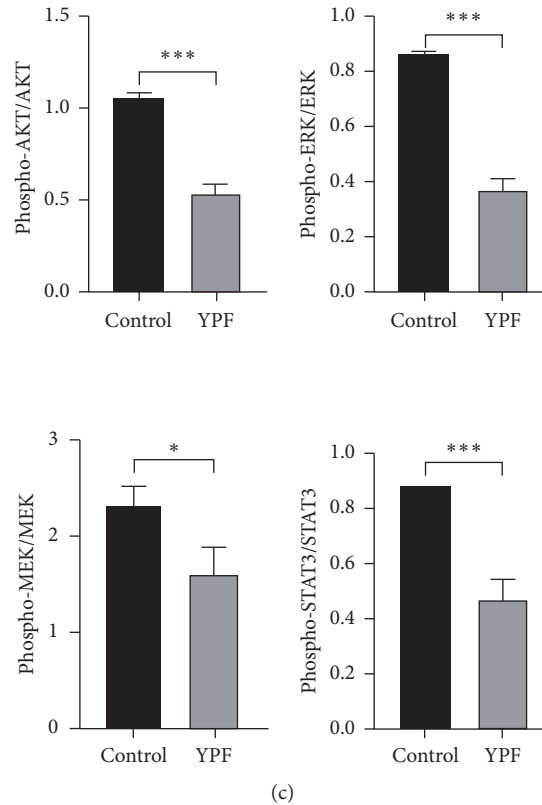 1.5
1.0
0.5
0.0
Phospho-AKT/AKT
***
Control YPF
1.0
0.8
0.6
0.4
0.2
0.0
Phospho-ERK/ERK
***
Control YPF
3
2
1
0
Phospho-MEK/MEK
*
Control YPF
1.0
0.8
0.6
0.4
0.2
0.0
Phospho-STAT3/STAT3
***
Control YPF
(c)